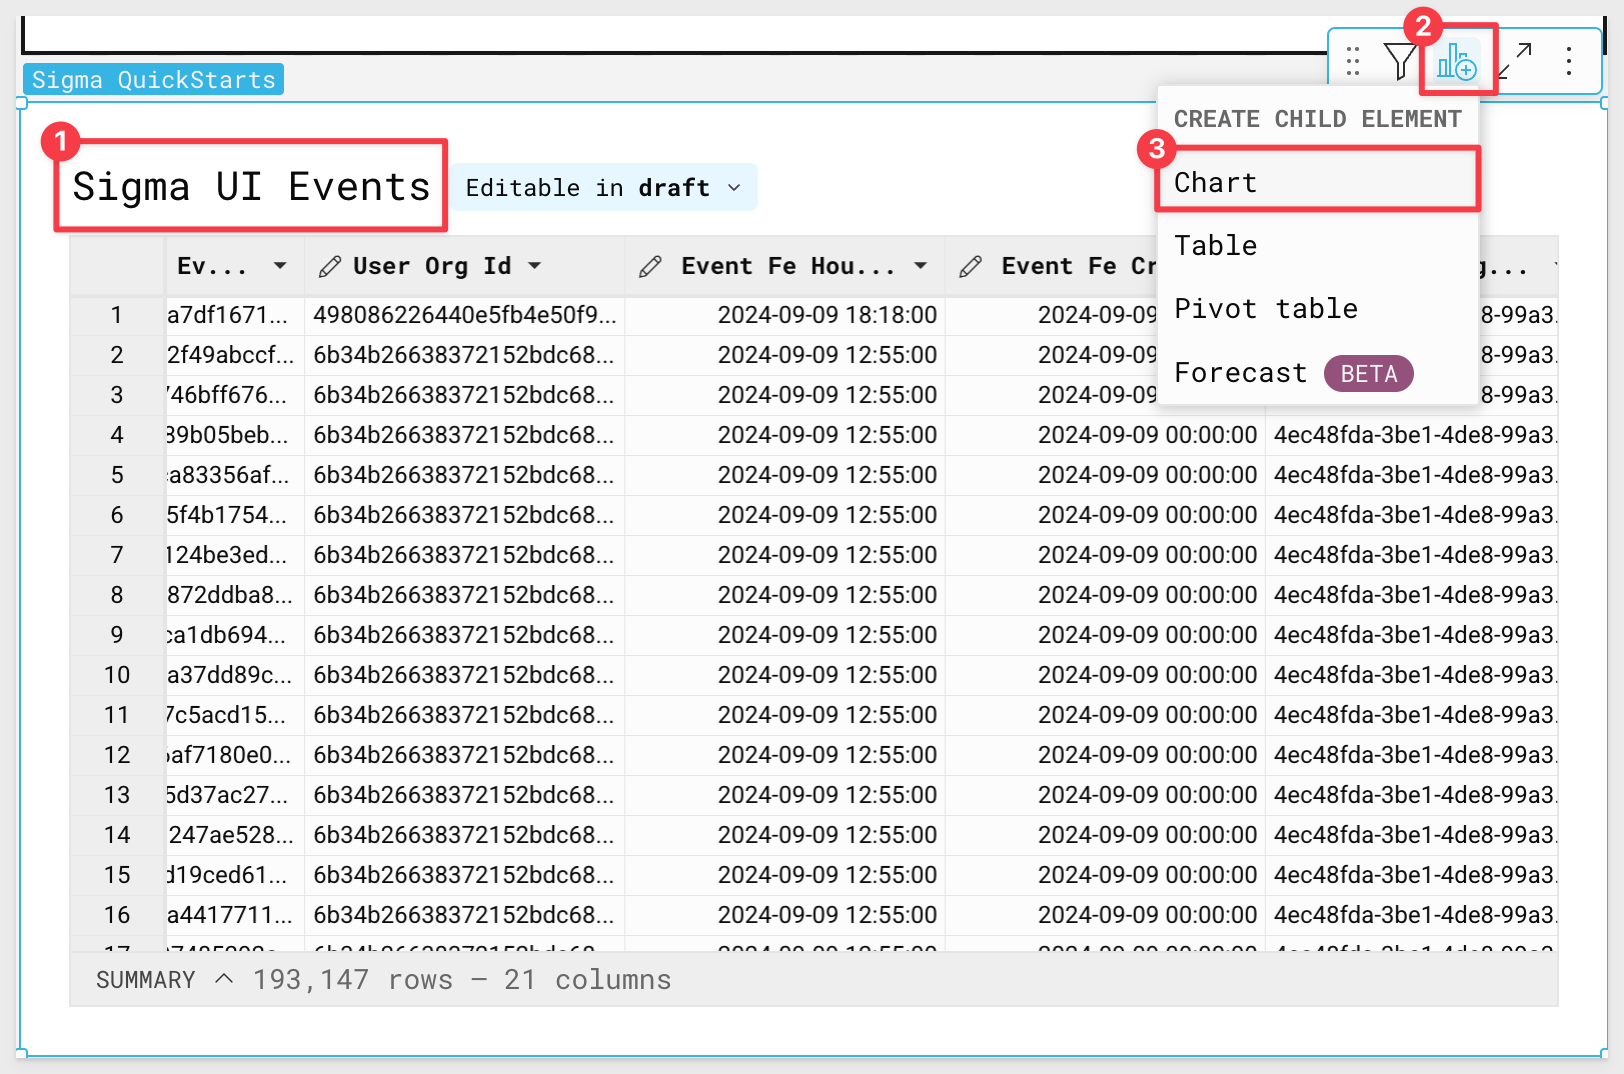 2
Sigma QuickStarts
CREATE CHILD ELEMENT
1
3
Sigma UI Events
Editable in draft
Chart
Table
Pivot table
Forecast BETA
Ev... User Org Id Event Fe Hou... Event Fe Cr g...
1 a7df1671... 498086226440e5fb4e50f9... 2024-09-09 18:18:00 2024-09-09 8-99a3.
2 2f49abccf... 6b34b26638372152bdc68... 2024-09-09 12:55:00 2024-09-09 8-99a3.
3 746bff676... 6b34b26638372152bdc68... 2024-09-09 12:55:00 2024-09-09 8-99a3.
4 39b05beb... 6b34b26638372152bdc68... 2024-09-09 12:55:00 2024-09-09 00:00:00 4ec48fda-3be1-4de8-99a3.
5 a83356af... 6b34b26638372152bdc68... 2024-09-09 12:55:00 2024-09-09 00:00:00 4ec48fda-3be1-4de8-99a3.
6 5f4b1754... 6b34b26638372152bdc68... 2024-09-09 12:55:00 2024-09-09 00:00:00 4ec48fda-3be1-4de8-99a3.
7 124be3ed... 6b34b26638372152bdc68... 2024-09-09 12:55:00 2024-09-09 00:00:00 4ec48fda-3be1-4de8-99a3.
8 872ddba8... 6b34b26638372152bdc68... 2024-09-09 12:55:00 2024-09-09 00:00:00 4ec48fda-3be1-4de8-99a3.
9 ca1db694... 6b34b26638372152bdc68... 2024-09-09 12:55:00 2024-09-09 00:00:00 4ec48fda-3be1-4de8-99a3.
10 a37dd89c... 6b34b26638372152bdc68... 2024-09-09 12:55:00 2024-09-09 00:00:00 4ec48fda-3be1-4de8-99a3.
11 7c5acd15... 6b34b26638372152bdc68... 2024-09-09 12:55:00 2024-09-09 00:00:00 4ec48fda-3be1-4de8-99a3.
12 af7180e0... 6b34b26638372152bdc68... 2024-09-09 12:55:00 2024-09-09 00:00:00 4ec48fda-3be1-4de8-99a3.
13 5d37ac27... 6b34b26638372152bdc68... 2024-09-09 12:55:00 2024-09-09 00:00:00 4ec48fda-3be1-4de8-99a3.
14 247ae528... 6b34b26638372152bdc68... 2024-09-09 12:55:00 2024-09-09 00:00:00 4ec48fda-3be1-4de8-99a3.
15 d19ced61... 6b34b26638372152bdc68... 2024-09-09 12:55:00 2024-09-09 00:00:00 4ec48fda-3be1-4de8-99a3.
16 a4417711... 6b34b26638372152bdc68... 2024-09-09 12:55:00 2024-09-09 00:00:00 4ec48fda-3be1-4de8-99a3.
SUMMARY 193,147 rows – 21 columns